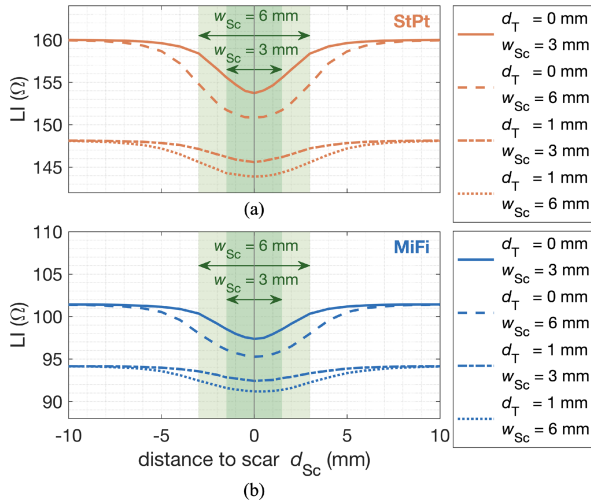 160
155
150
145
LI (Ω)
w_Sc = 6 mm
w_Sc = 3 mm
StPt
(a)
d_T = 0 mm
w_Sc = 3 mm
d_T = 0 mm
w_Sc = 6 mm
d_T = 1 mm
w_Sc = 3 mm
d_T = 1 mm
w_Sc = 6 mm
110
105
100
95
90
LI (Ω)
w_Sc = 6 mm
w_Sc = 3 mm
MiFi
-10 -5 0 5 10
distance to scar d_Sc (mm)
(b)
d_T = 0 mm
w_Sc = 3 mm
d_T = 0 mm
w_Sc = 6 mm
d_T = 1 mm
w_Sc = 3 mm
d_T = 1 mm
w_Sc = 6 mm